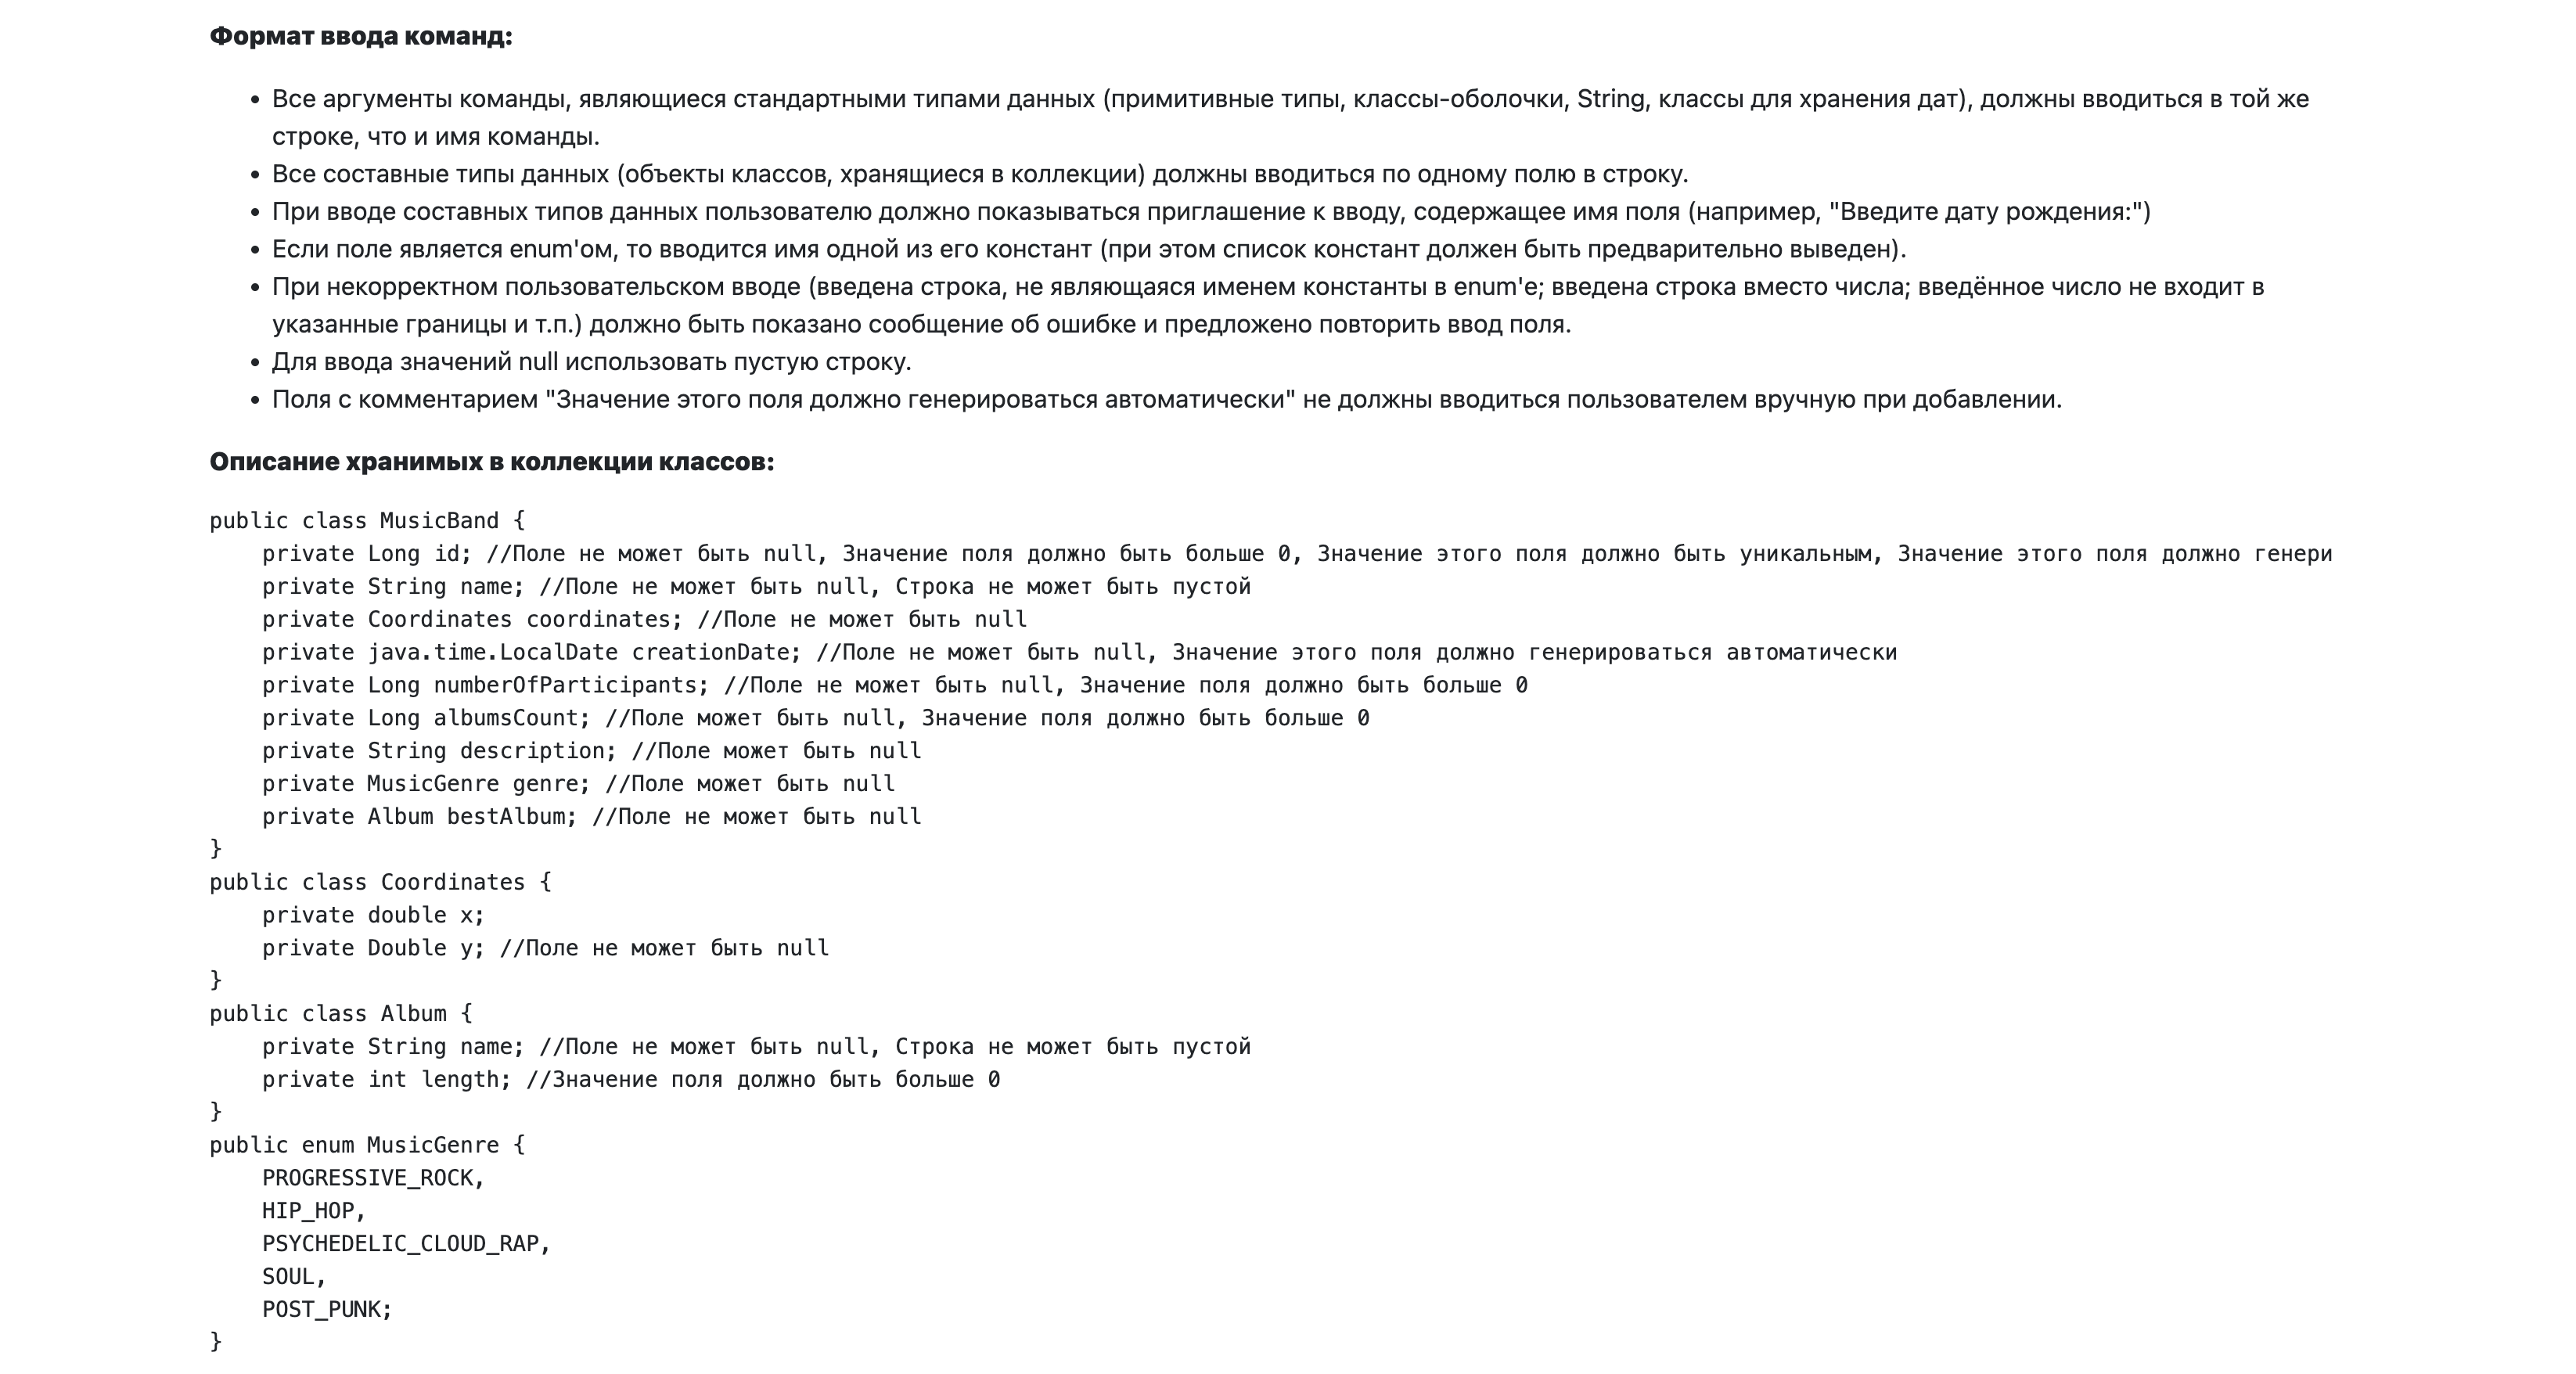 Формат ввода команд:
• Все аргументы команды, являющиеся стандартными типами данных (примитивные типы, классы-оболочки, String, классы для хранения дат), должны вводиться в той же
строке, что и имя команды.
• Все составные типы данных (объекты классов, хранящиеся в коллекции) должны вводиться по одному полю в строку.
• При вводе составных типов данных пользователю должно показываться приглашение к вводу, содержащее имя поля (например, "Введите дату рождения:")
• Если поле является enum'ом, то вводится имя одной из его констант (при этом список констант должен быть предварительно выведен).
• При некорректном пользовательском вводе (введена строка, не являющаяся именем константы в enum'е; введена строка вместо числа; введённое число не входит в
указанные границы и т.п.) должно быть показано сообщение об ошибке и предложено повторить ввод поля.
• Для ввода значений null использовать пустую строку.
• Поля с комментарием "Значение этого поля должно генерироваться автоматически" не должны вводиться пользователем вручную при добавлении.
Описание хранимых в коллекции классов:
public class MusicBand {
    private Long id; //Поле не может быть null, Значение поля должно быть больше 0, Значение этого поля должно быть уникальным, Значение этого поля должно генери
    private String name; //Поле не может быть null, Строка не может быть пустой
    private Coordinates coordinates; //Поле не может быть null
    private java.time.LocalDate creationDate; //Поле не может быть null, Значение этого поля должно генерироваться автоматически
    private Long numberOfParticipants; //Поле не может быть null, Значение поля должно быть больше 0
    private Long albumsCount; //Поле может быть null, Значение поля должно быть больше 0
    private String description; //Поле может быть null
    private MusicGenre genre; //Поле может быть null
    private Album bestAlbum; //Поле не может быть null
}
public class Coordinates {
    private double x;
    private Double y; //Поле не может быть null
}
public class Album {
    private String name; //Поле не может быть null, Строка не может быть пустой
    private int length; //Значение поля должно быть больше 0
}
public enum MusicGenre {
    PROGRESSIVE_ROCK,
    HIP_HOP,
    PSYCHEDELIC_CLOUD_RAP,
    SOUL,
    POST_PUNK;
}